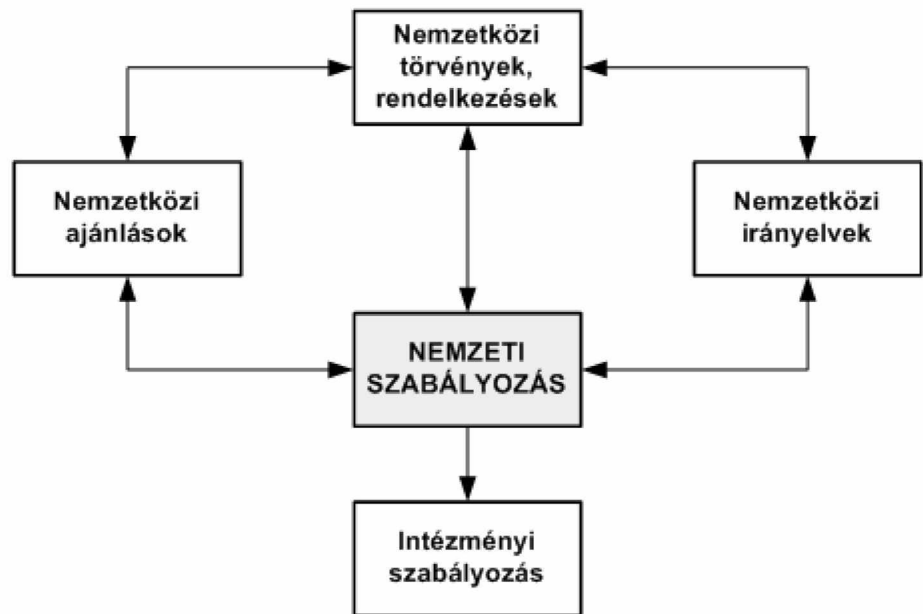 Nemzetközi
törvények,
rendelkezések
Nemzetközi
ajánlások
Nemzetközi
irányelvek
NEMZETI
SZABÁLYOZÁS
Intézményi
szabályozás